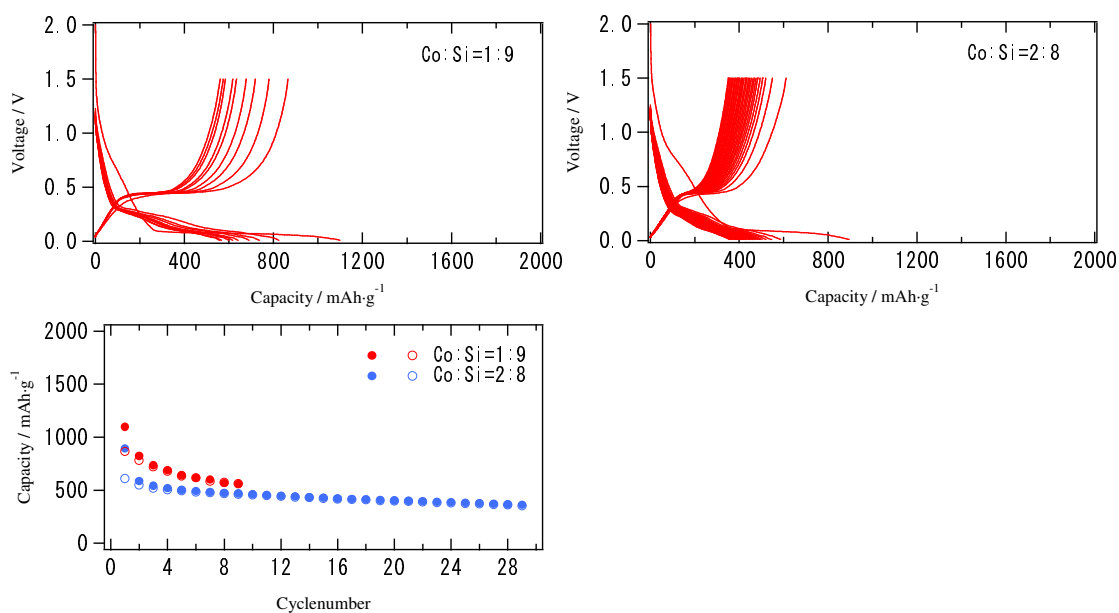 2.0
1.5
1.0
0.5
0.0
Voltage / V
Co:Si=1:9
0 400 800 1200 1600 2000
Capacity / mAh·g⁻¹
2.0
1.5
1.0
0.5
0.0
Voltage / V
Co:Si=2:8
0 400 800 1200 1600 2000
Capacity / mAh·g⁻¹
2000
1500
1000
500
0
Capacity / mAh·g⁻¹
Co:Si=1:9
Co:Si=2:8
0 4 8 12 16 20 24 28
Cyclenumber